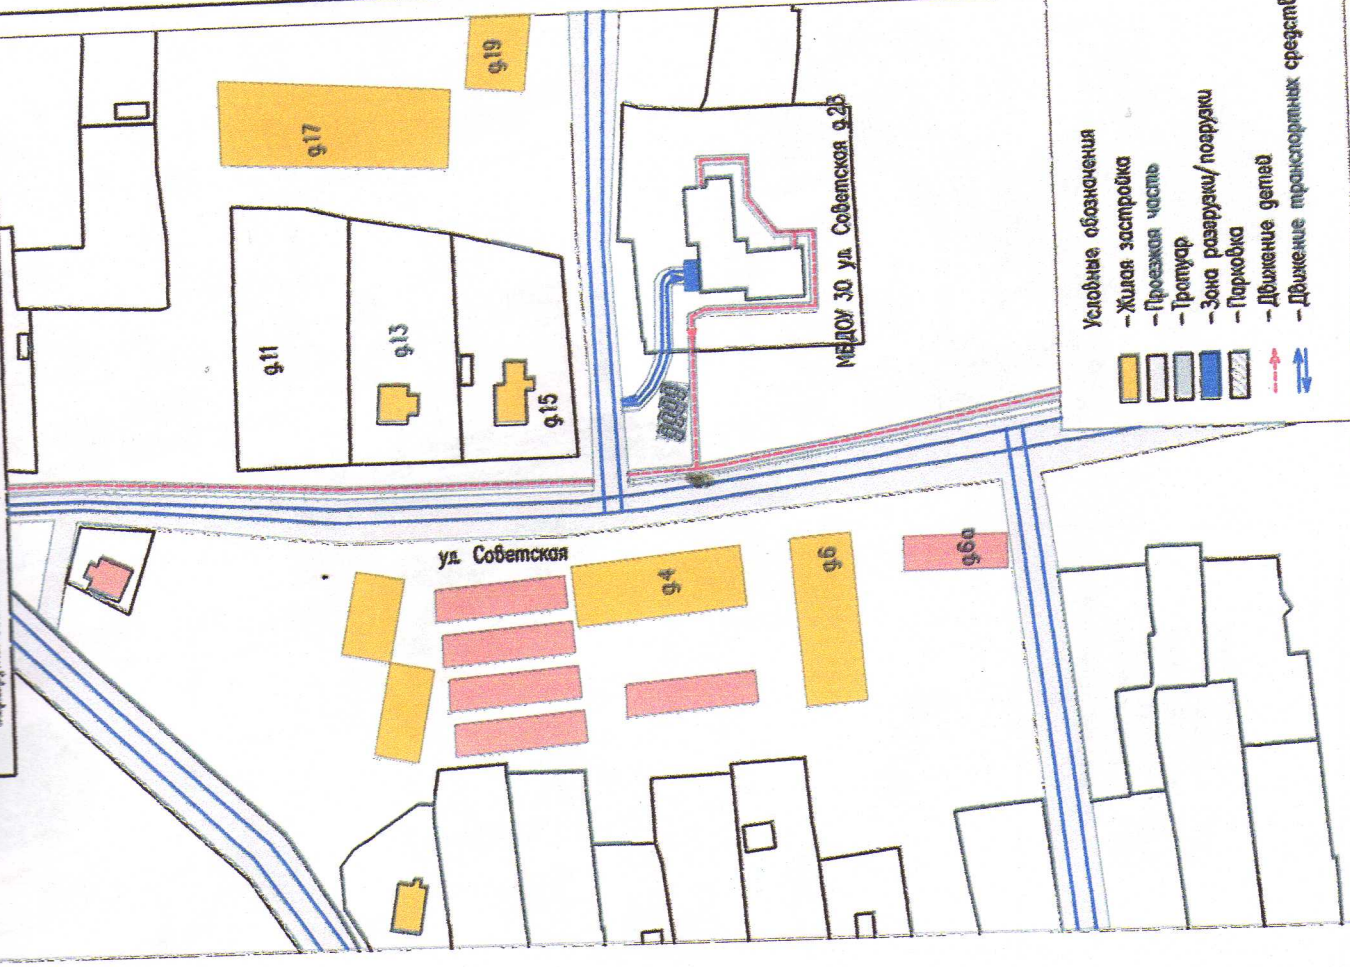 д.19
д.17
д.11
д.13
д.15
МБДОУ 30 ул. Советская д.2В
ул. Советская
д.4
д.6
д.6а
Условные обозначения
– Жилая застройка
– Проезжая часть
– Тротуар
– Зона разгрузки/погрузки
– Парковка
– Движение детей
– Движение транспортных средств